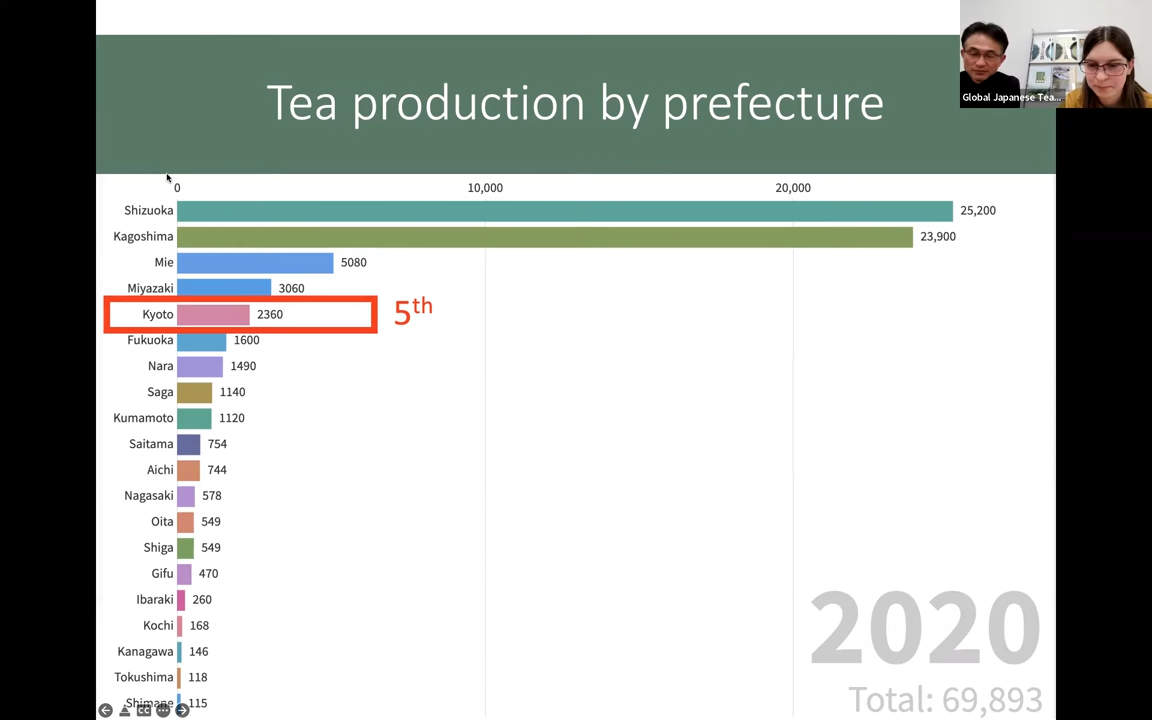 Global Japanese Tea...
Tea production by prefecture
0 10,000 20,000
Shizuoka 25,200
Kagoshima 23,900
Mie 5080
Miyazaki 3060
Kyoto 2360 5th
Fukuoka 1600
Nara 1490
Saga 1140
Kumamoto 1120
Saitama 754
Aichi 744
Nagasaki 578
Oita 549
Shiga 549
Gifu 470
Ibaraki 260
Kochi 168
Kanagawa 146
Tokushima 118
Shimane 115
CC
2020
Total: 69,893